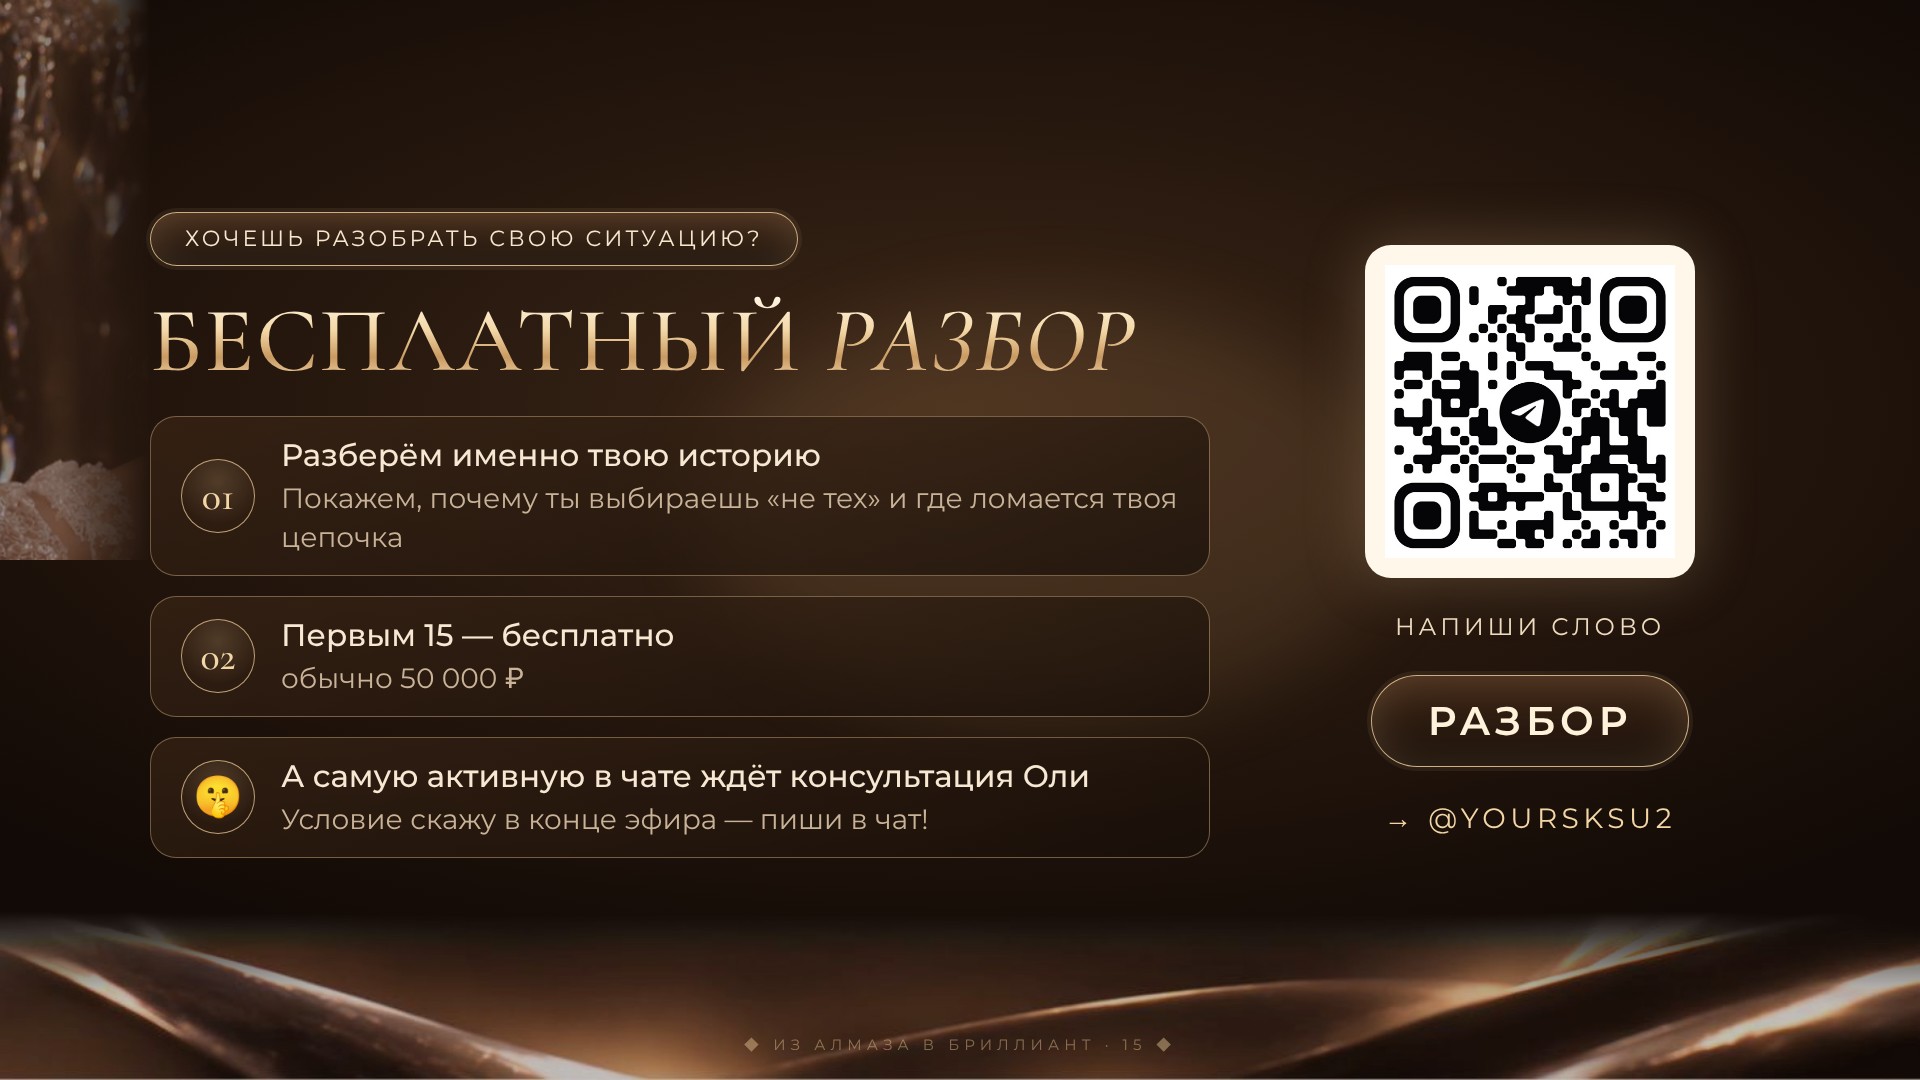 ХОЧЕШЬ РАЗОБРАТЬ СВОЮ СИТУАЦИЮ?
БЕСПЛАТНЫЙ РАЗБОР
01
Разберём именно твою историю
Покажем, почему ты выбираешь «не тех» и где ломается твоя
цепочка
02
Первым 15 — бесплатно
обычно 50 000 ₽
А самую активную в чате ждёт консультация Оли
Условие скажу в конце эфира — пиши в чат!
НАПИШИ СЛОВО
РАЗБОР
→ @YOURSKSU2
◆ ИЗ АЛМАЗА В БРИЛЛИАНТ · 15 ◆